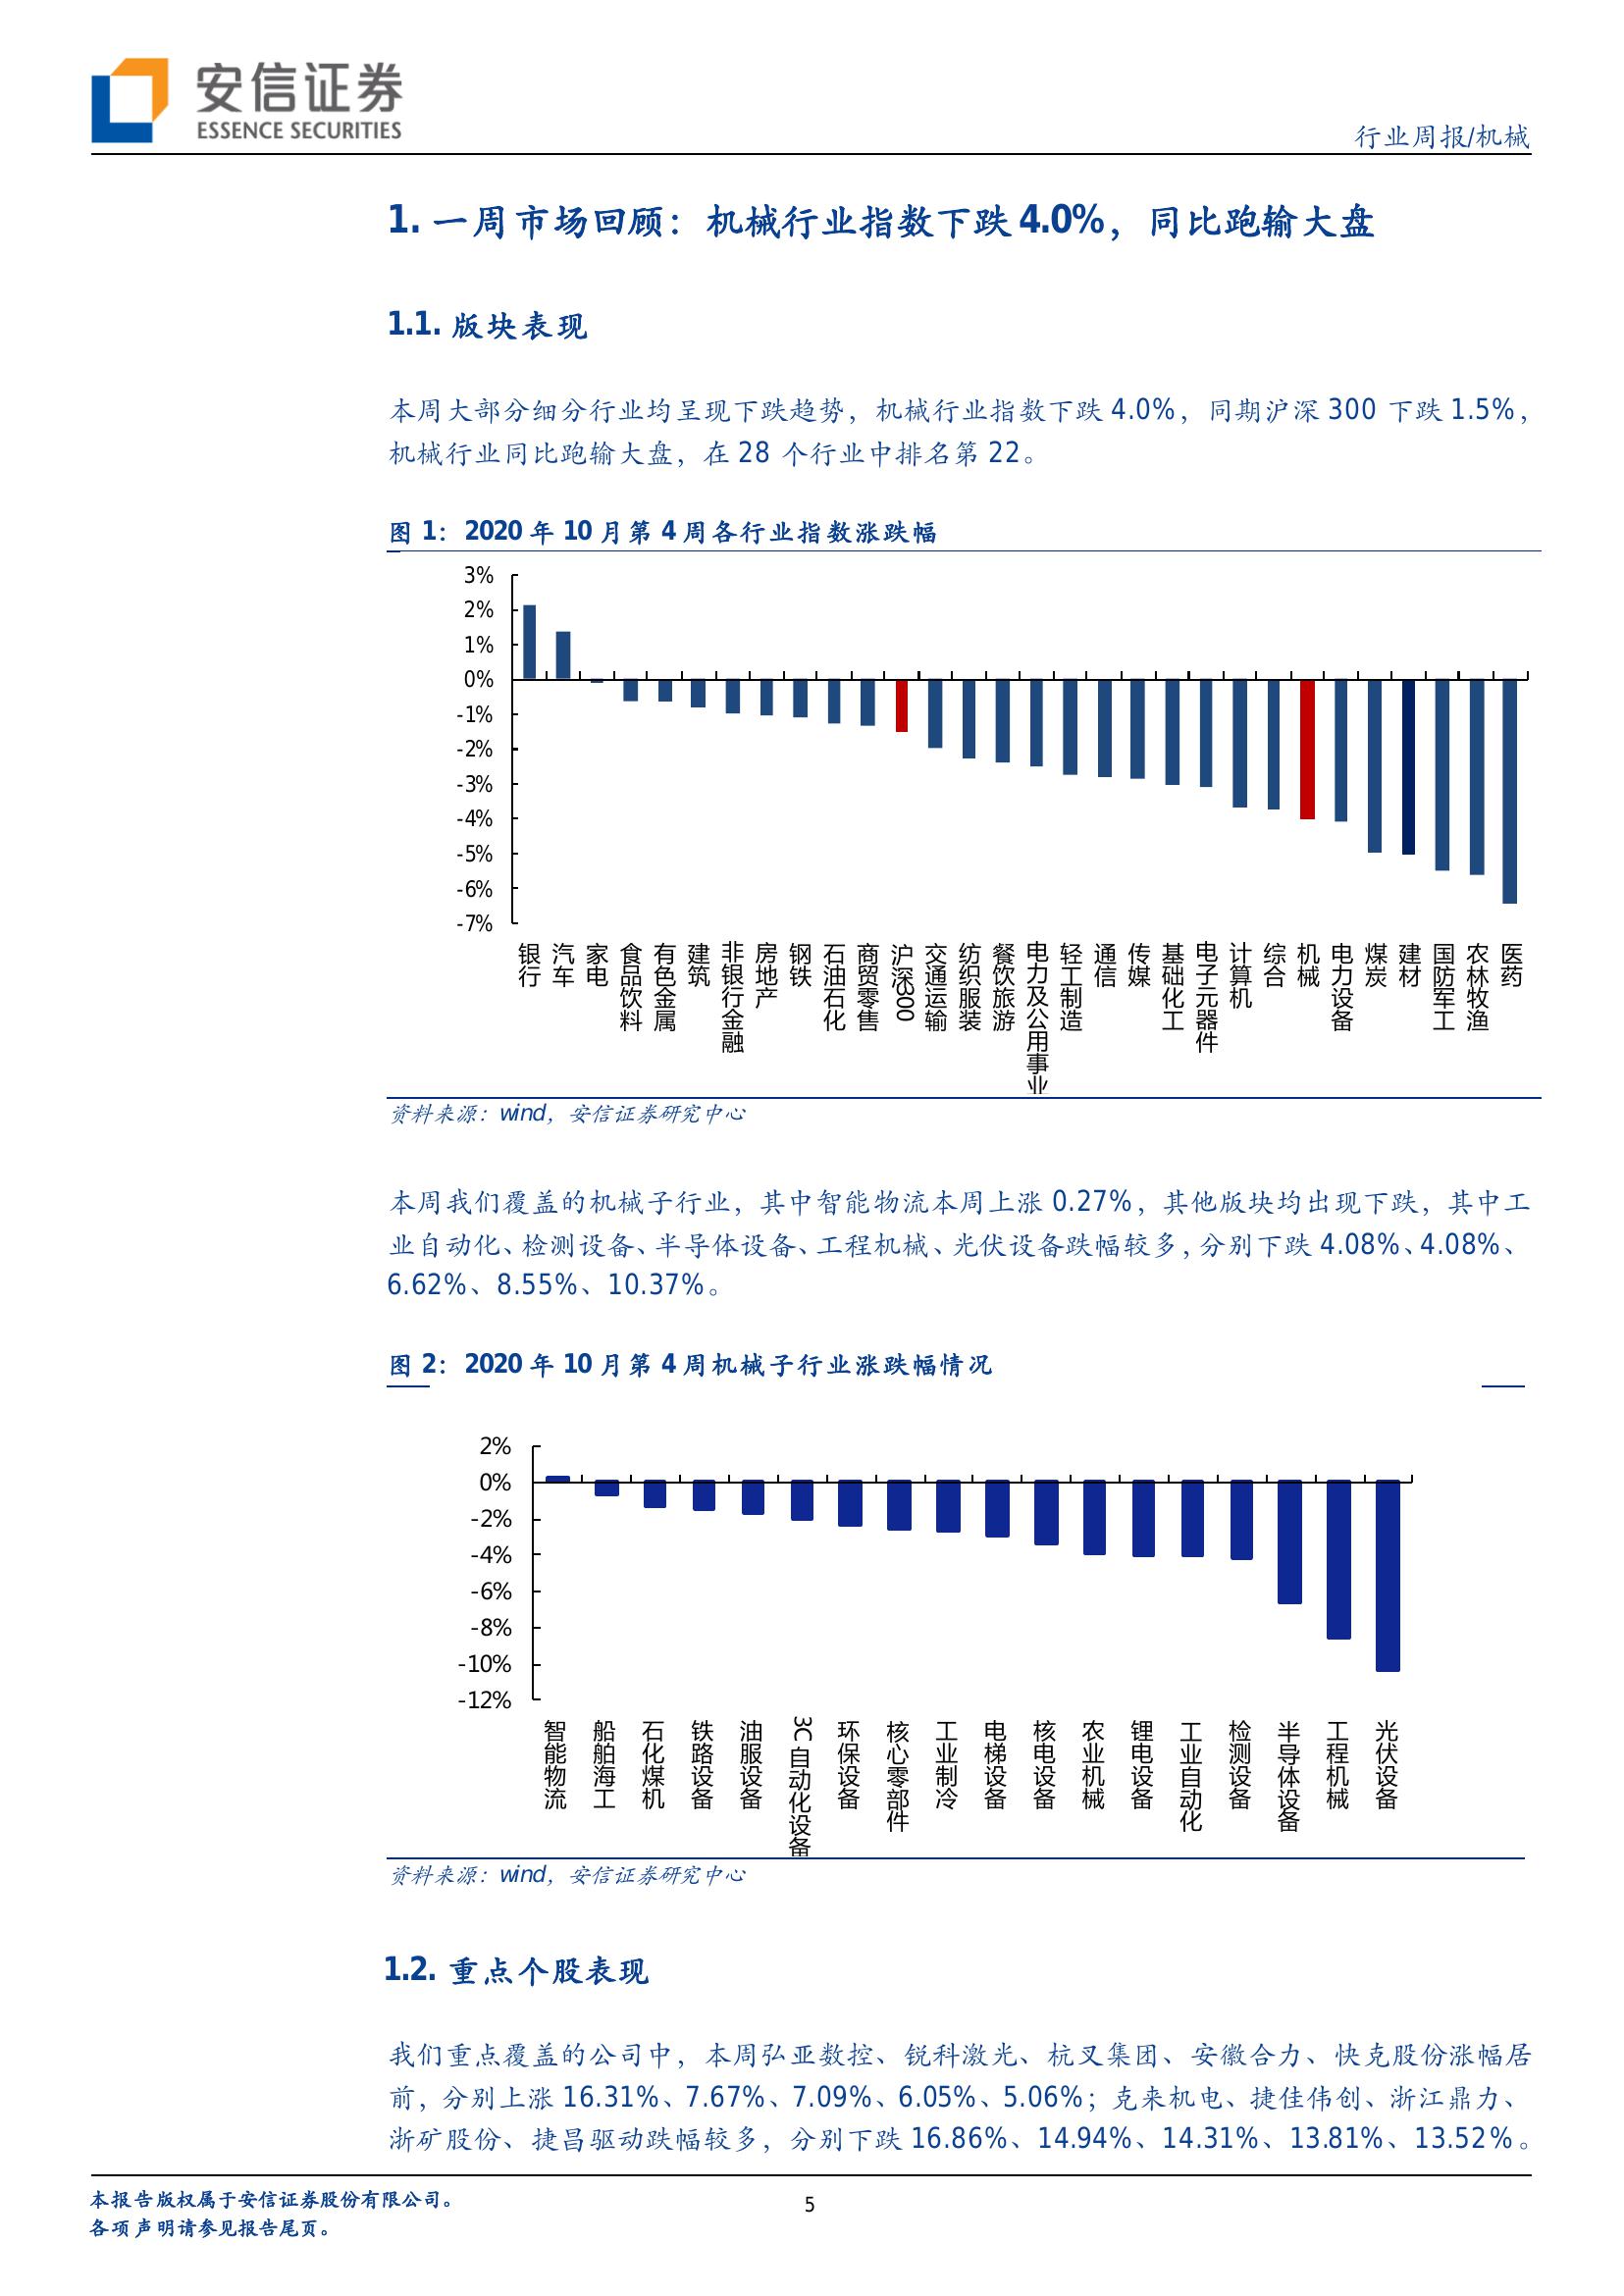 安信证券
ESSENCE SECURITIES
行业周报/机械
1. 一周市场回顾：机械行业指数下跌 4.0%，同比跑输大盘
1.1. 版块表现
本周大部分细分行业均呈现下跌趋势，机械行业指数下跌 4.0%，同期沪深 300 下跌 1.5%，
机械行业同比跑输大盘，在 28 个行业中排名第 22。
图 1：2020 年 10 月第 4 周各行业指数涨跌幅
3%
2%
1%
0%
-1%
-2%
-3%
-4%
-5%
-6%
-7%
银行
汽车
家电
食品饮料
有色金属
建筑
非银行金融
房地产
钢铁
石油石化
商贸零售
沪深300
交通运输
纺织服装
餐饮旅游
电力及公用事业
轻工制造
通信
传媒
基础化工
电子元器件
计算机
综合
机械
电力设备
煤炭
建材
国防军工
农林牧渔
医药
资料来源：wind，安信证券研究中心
本周我们覆盖的机械子行业，其中智能物流本周上涨 0.27%，其他版块均出现下跌，其中工
业自动化、检测设备、半导体设备、工程机械、光伏设备跌幅较多，分别下跌 4.08%、4.08%、
6.62%、8.55%、10.37%。
图 2：2020 年 10 月第 4 周机械子行业涨跌幅情况
2%
0%
-2%
-4%
-6%
-8%
-10%
-12%
智能物流
船舶海工
石化煤机
铁路设备
油服设备
3C 自动化设备
环保设备
核心零部件
工业制冷
电梯设备
核电设备
农业机械
锂电设备
工业自动化
检测设备
半导体设备
工程机械
光伏设备
资料来源：wind，安信证券研究中心
1.2. 重点个股表现
我们重点覆盖的公司中，本周弘亚数控、锐科激光、杭叉集团、安徽合力、快克股份涨幅居
前，分别上涨 16.31%、7.67%、7.09%、6.05%、5.06%；克来机电、捷佳伟创、浙江鼎力、
浙矿股份、捷昌驱动跌幅较多，分别下跌 16.86%、14.94%、14.31%、13.81%、13.52%。
本报告版权属于安信证券股份有限公司。
各项声明请参见报告尾页。
5